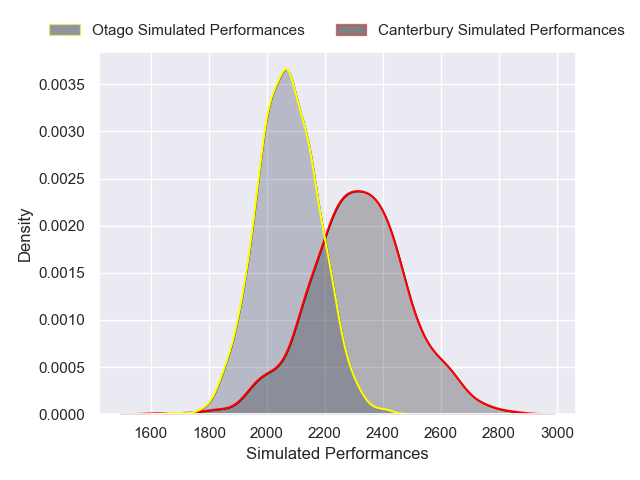 Otago Simulated Performances Canterbury Simulated Performances
0.0035
0.0030
0.0025
0.0020
0.0015
0.0010
0.0005
0.0000
Density
1600 1800 2000 2200 2400 2600 2800 3000
Simulated Performances